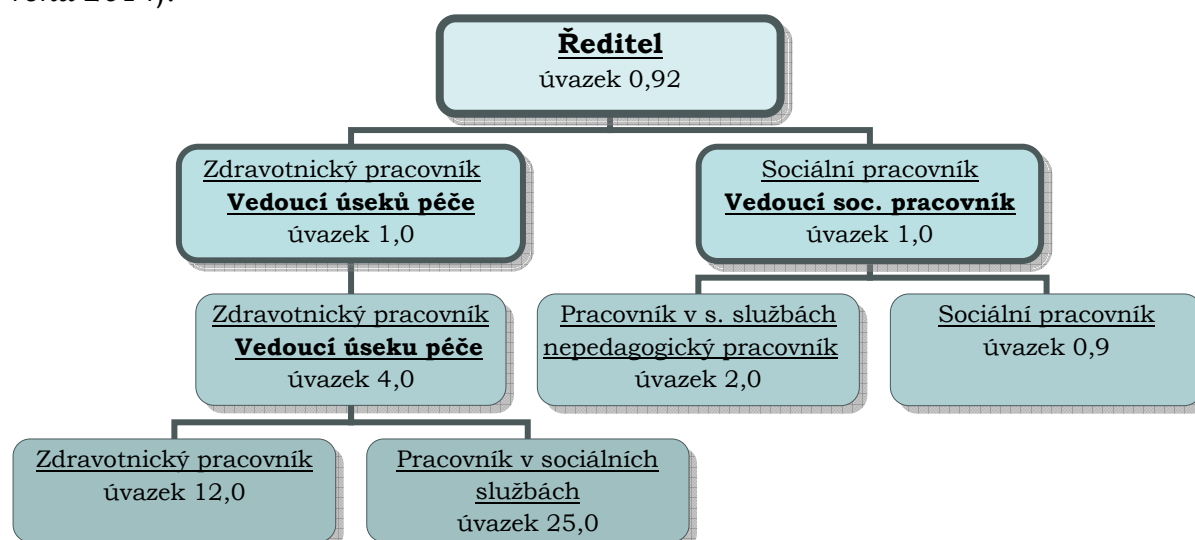 Ředitel
úvazek 0,92
Zdravotnický pracovník
Vedoucí úseků péče
úvazek 1,0
Sociální pracovník
Vedoucí soc. pracovník
úvazek 1,0
Zdravotnický pracovník
Vedoucí úseku péče
úvazek 4,0
Pracovník v s. službách
nepedagogický pracovník
úvazek 2,0
Sociální pracovník
úvazek 0,9
Zdravotnický pracovník
úvazek 12,0
Pracovník v sociálních
službách
úvazek 25,0